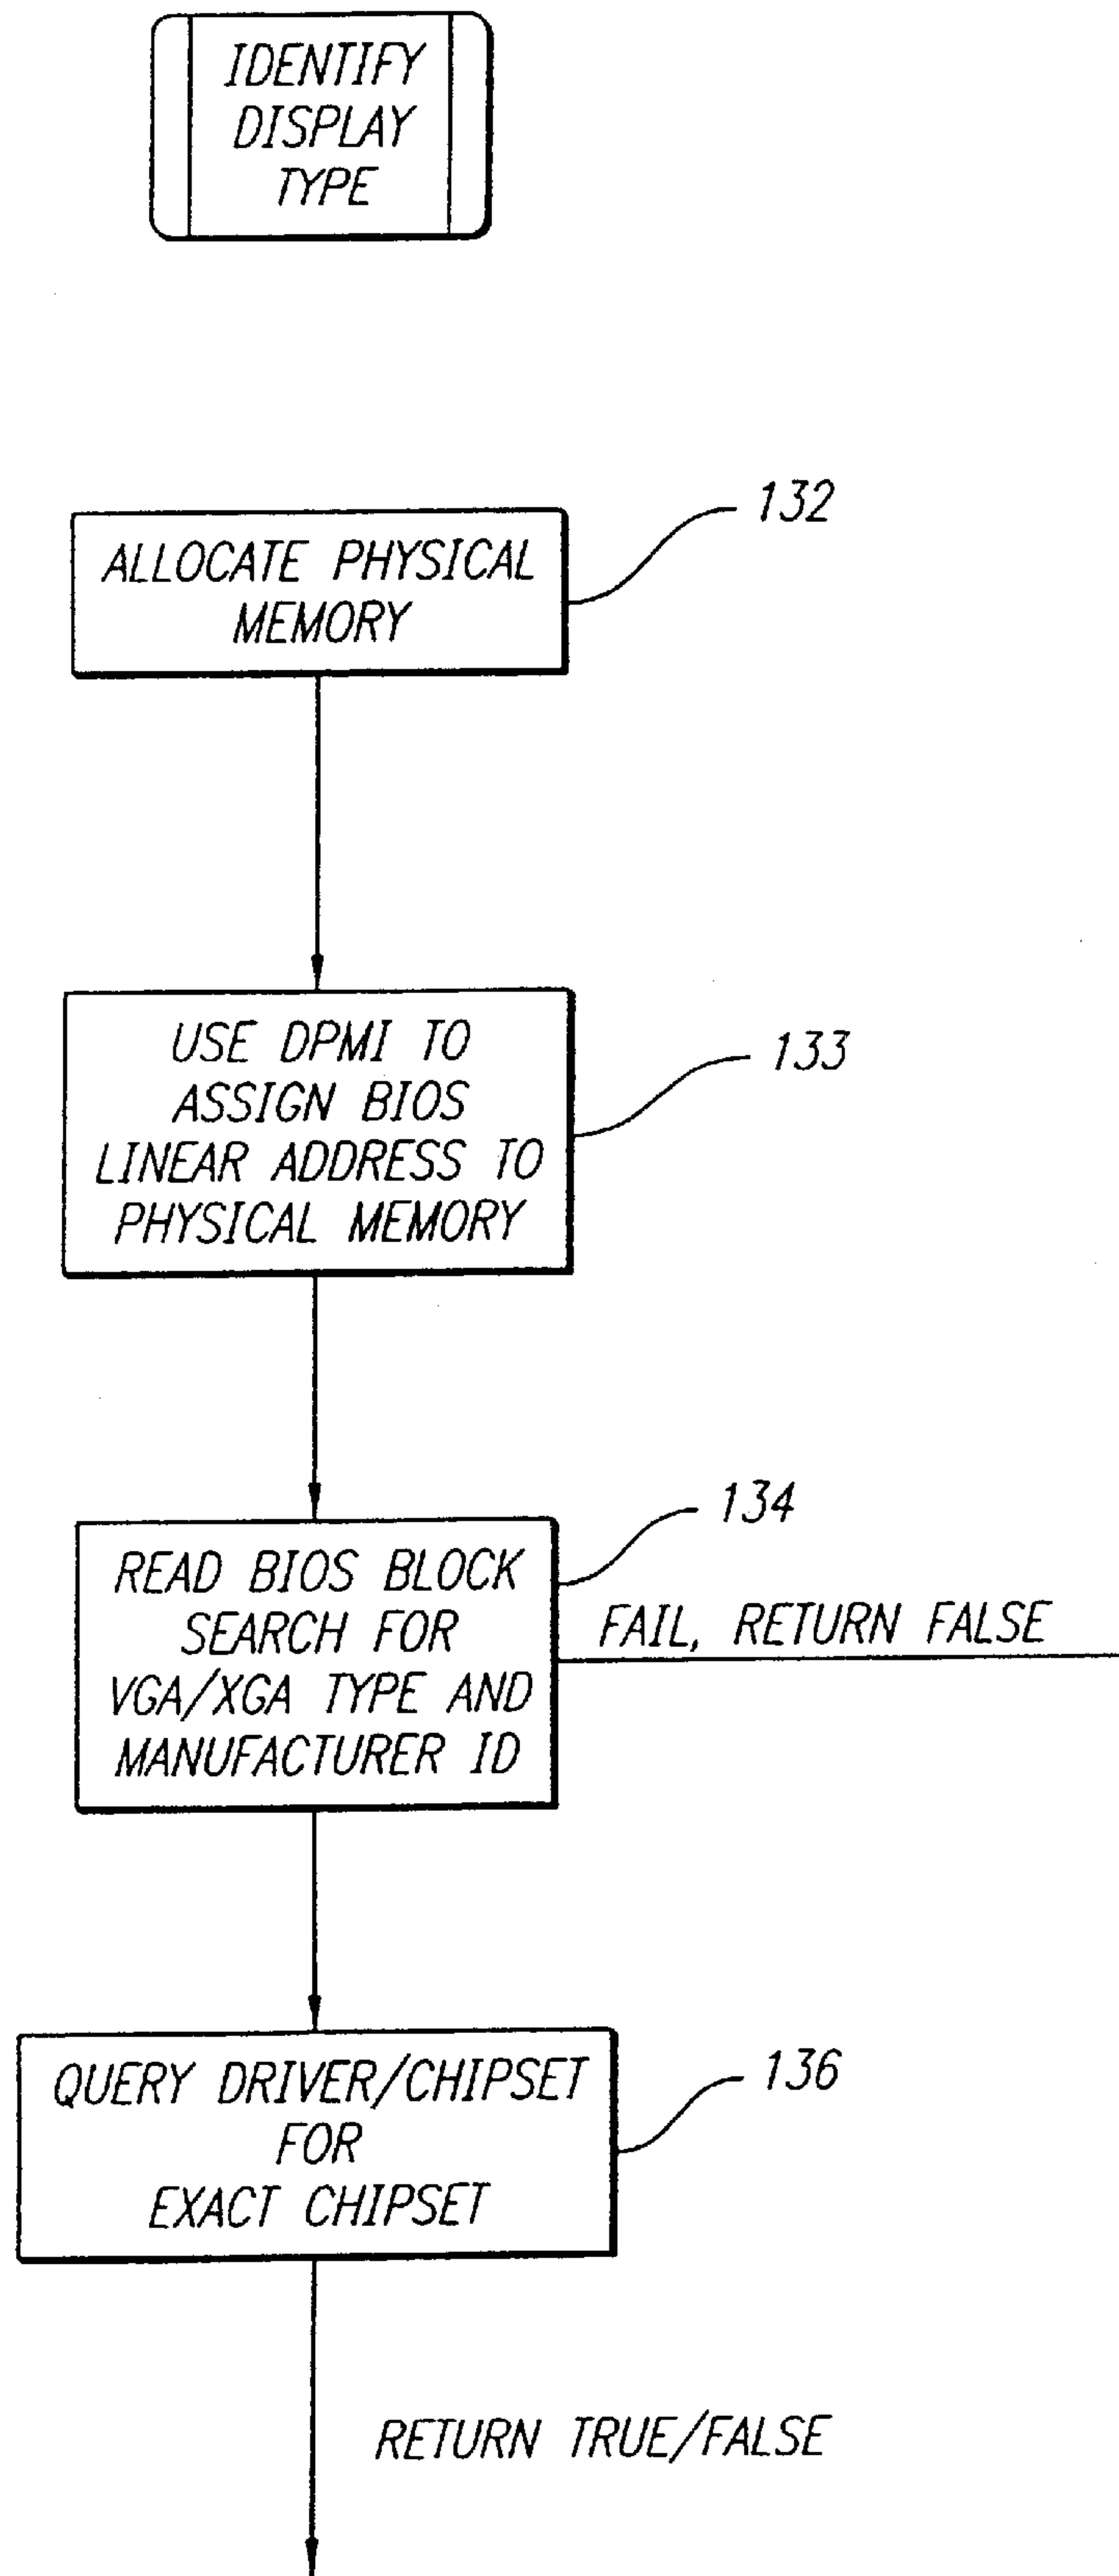 IDENTIFY
DISPLAY
TYPE
132
ALLOCATE PHYSICAL
MEMORY
133
USE DPMI TO
ASSIGN BIOS
LINEAR ADDRESS TO
PHYSICAL MEMORY
134
READ BIOS BLOCK
SEARCH FOR
VGA/XGA TYPE AND
MANUFACTURER ID
FAIL, RETURN FALSE
136
QUERY DRIVER/CHIPSET
FOR
EXACT CHIPSET
RETURN TRUE/FALSE